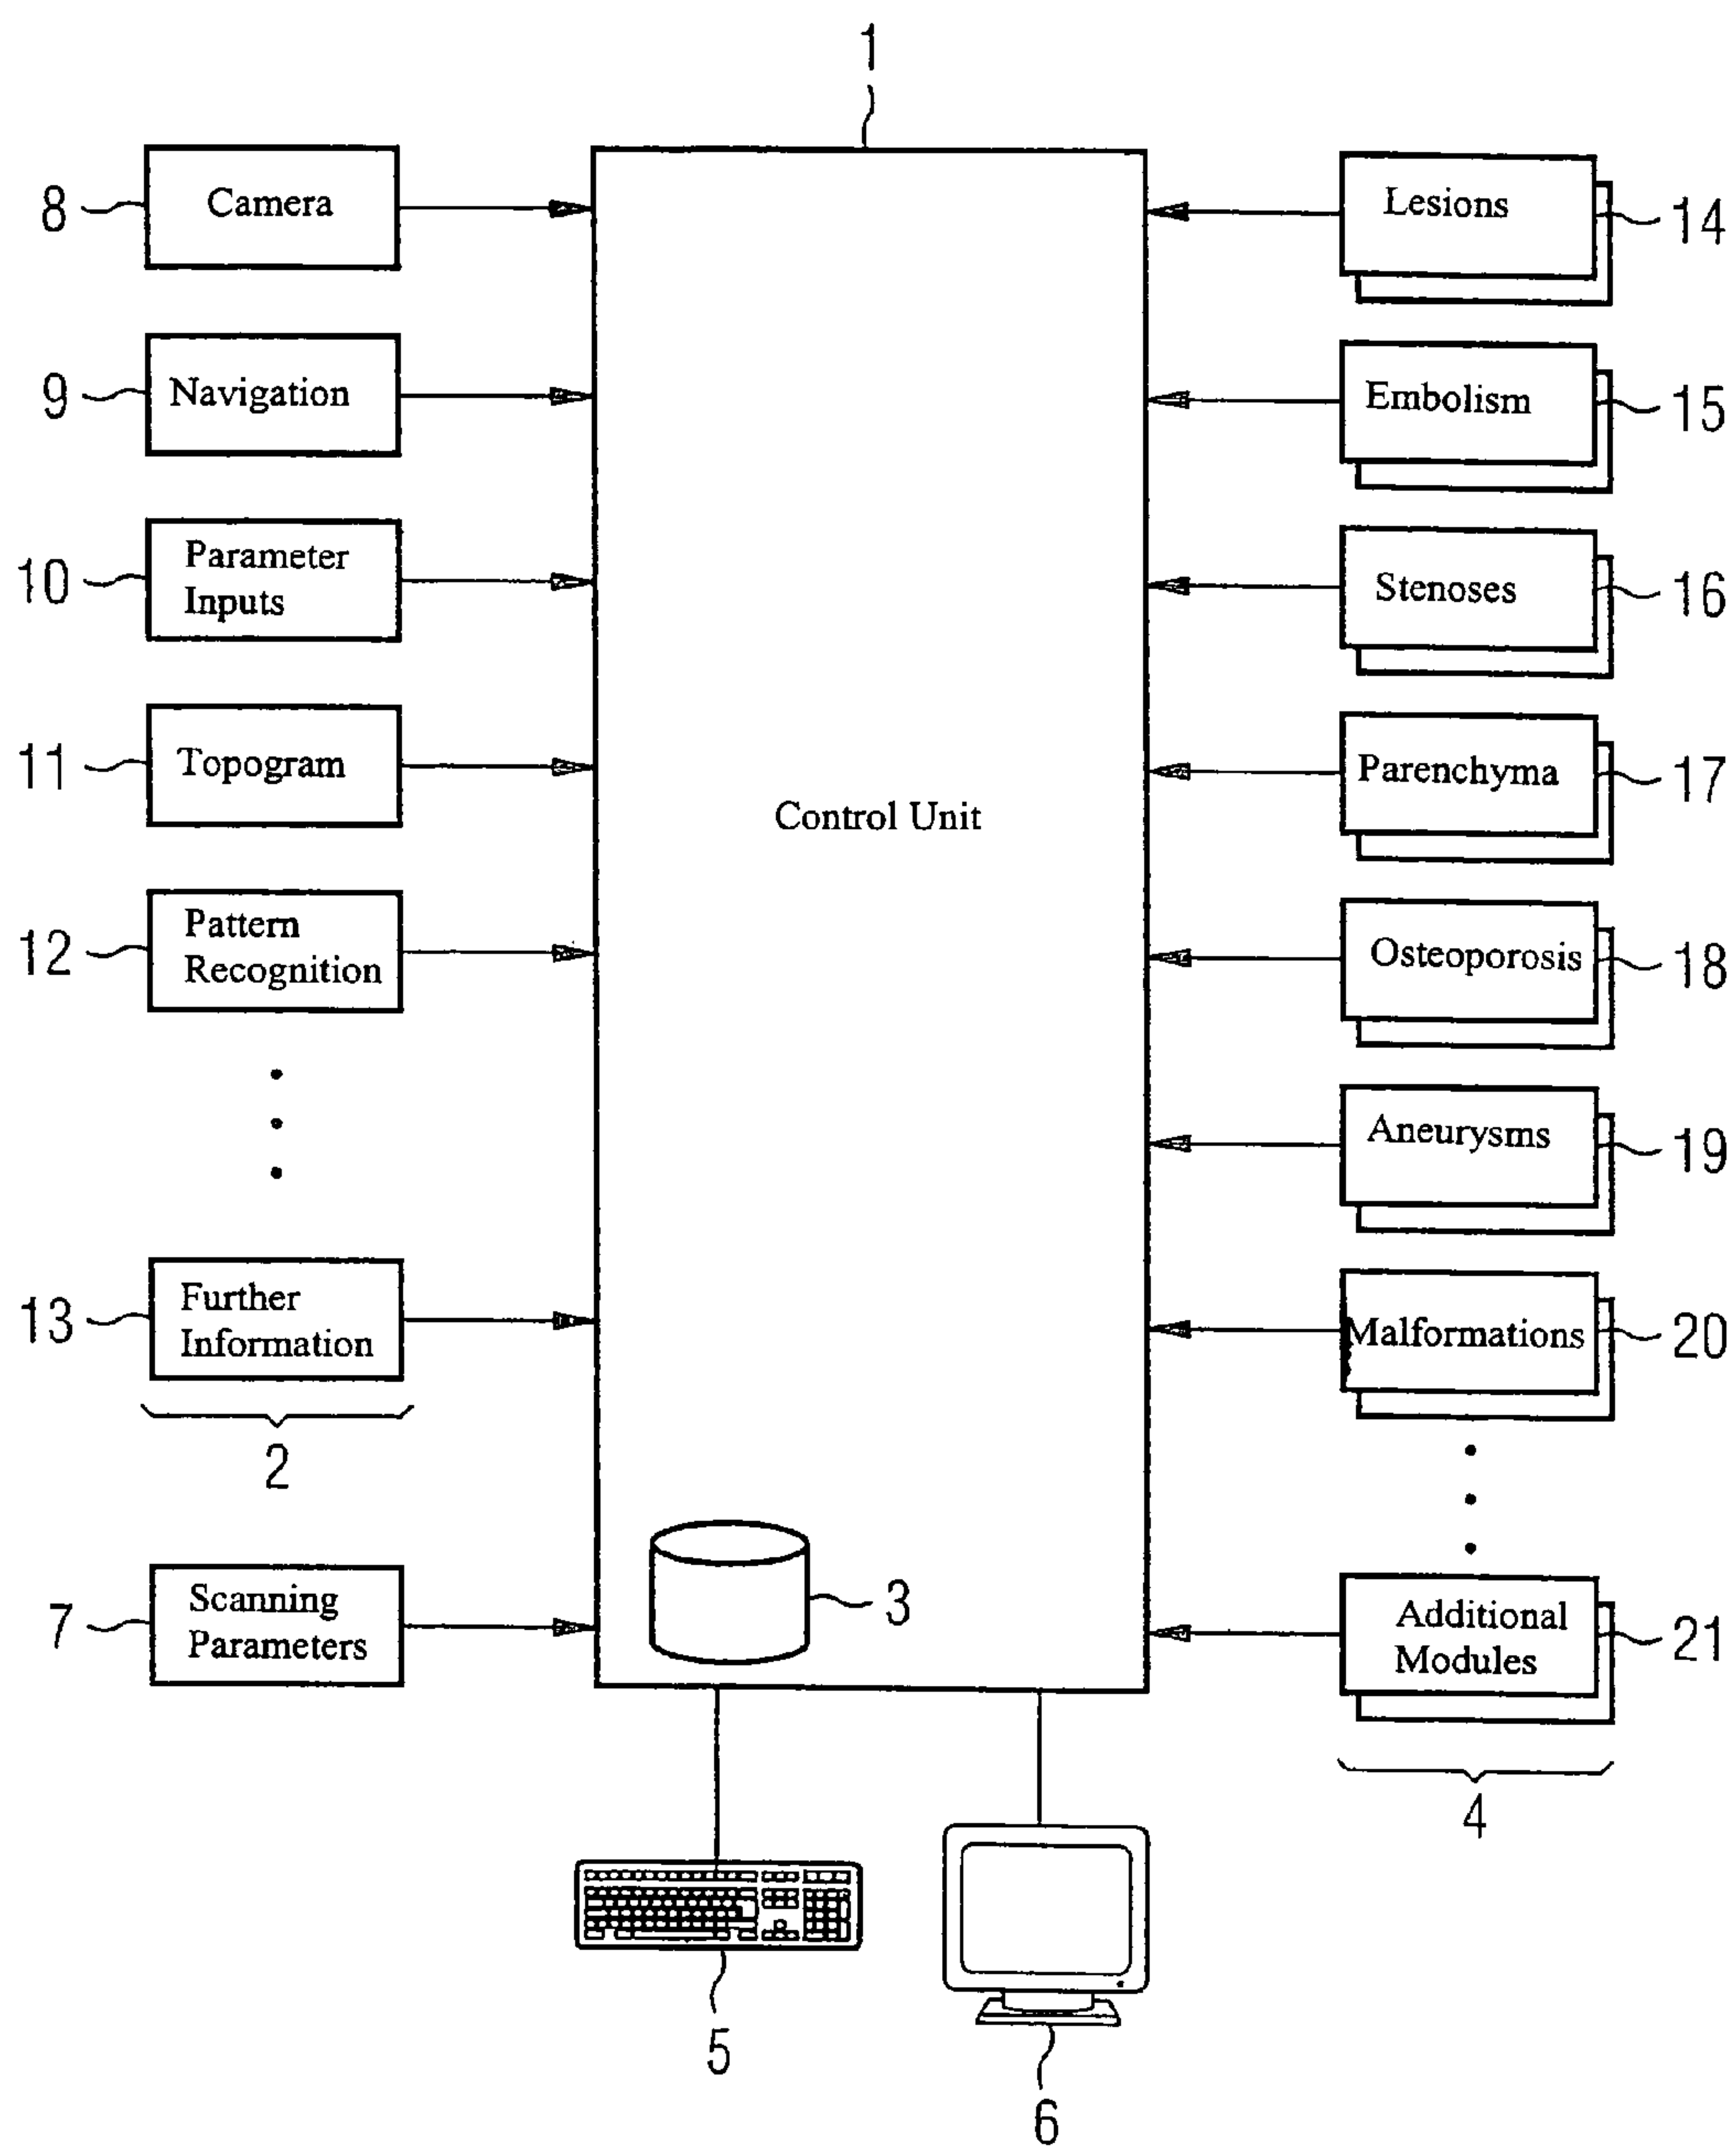 1
8
Camera
9
Navigation
10
Parameter
Inputs
11
Topogram
12
Pattern
Recognition
13
Further
Information
2
7
Scanning
Parameters
Control Unit
3
5
6
Lesions
14
Embolism
15
Stenoses
16
Parenchyma
17
Osteoporosis
18
Aneurysms
19
Malformations
20
Additional
Modules
21
4